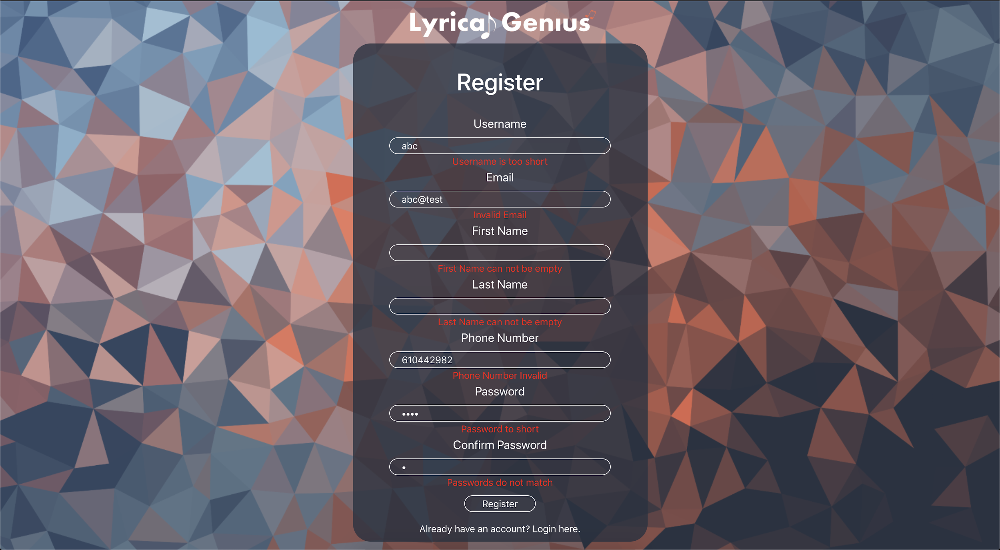 Lyrical Genius
Register
Username
abc
Username is too short
Email
abc@test
Invalid Email
First Name
First Name can not be empty
Last Name
Last Name can not be empty
Phone Number
610442982
Phone Number Invalid
Password
••••
Password to short
Confirm Password
•
Passwords do not match
Register
Already have an account? Login here.